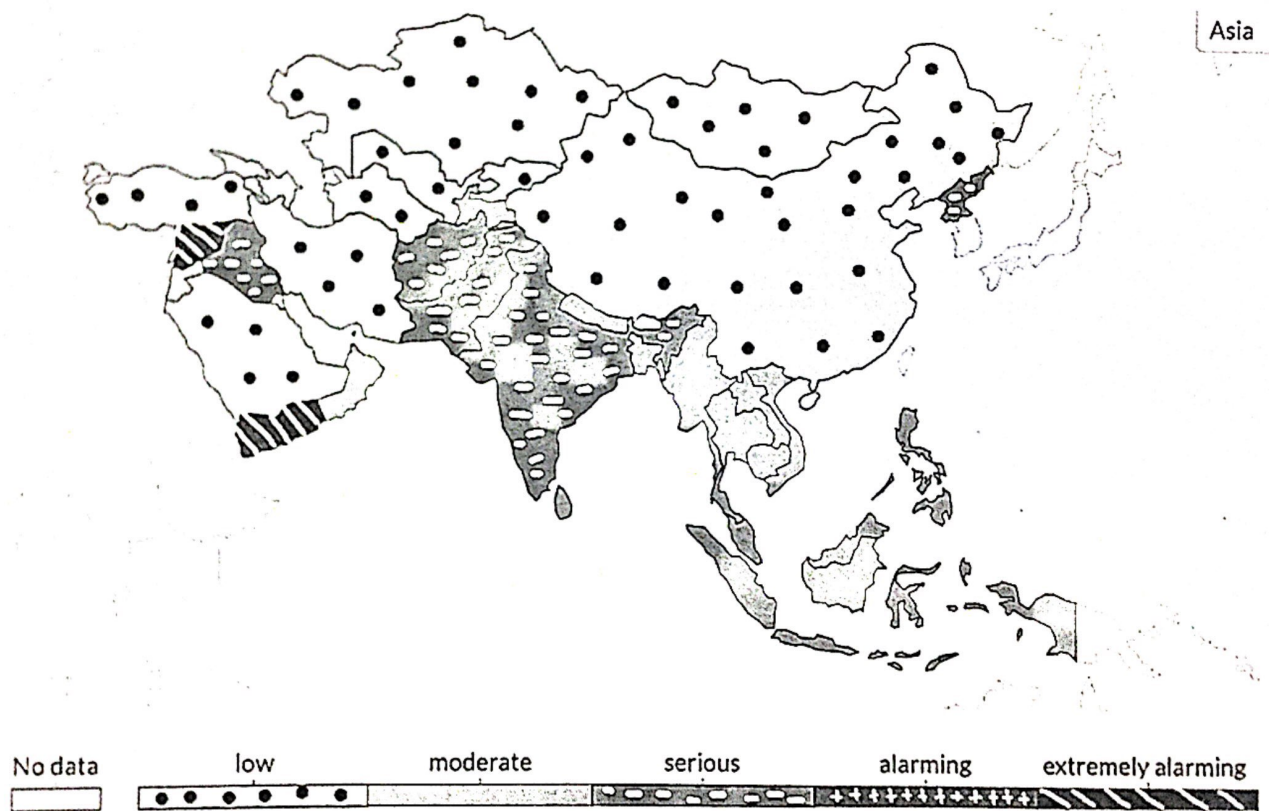 Asia
No data
low
moderate
serious
alarming
extremely alarming